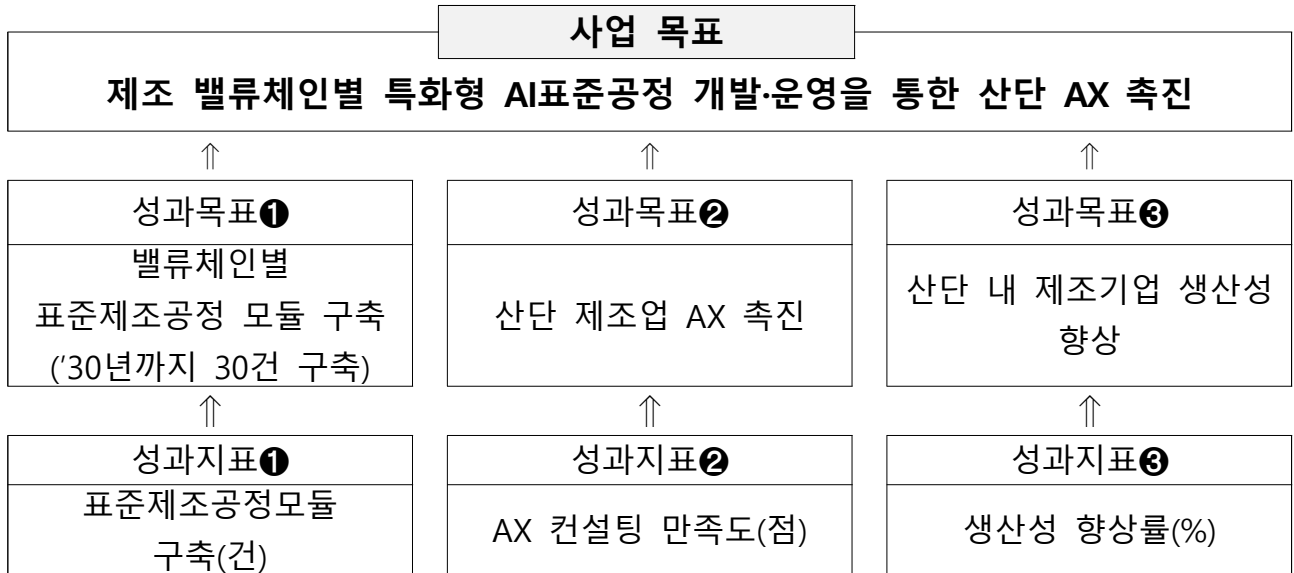 사업 목표
제조 밸류체인별 특화형 AI표준공정 개발·운영을 통한 산단 AX 촉진
⇑ ⇑ ⇑
성과목표❶ 성과목표❷ 성과목표❸
밸류체인별
표준제조공정 모듈 구축
('30년까지 30건 구축)
산단 제조업 AX 촉진
산단 내 제조기업 생산성
향상
⇑ ⇑ ⇑
성과지표❶ 성과지표❷ 성과지표❸
표준제조공정모듈
구축(건)
AX 컨설팅 만족도(점)
생산성 향상률(%)